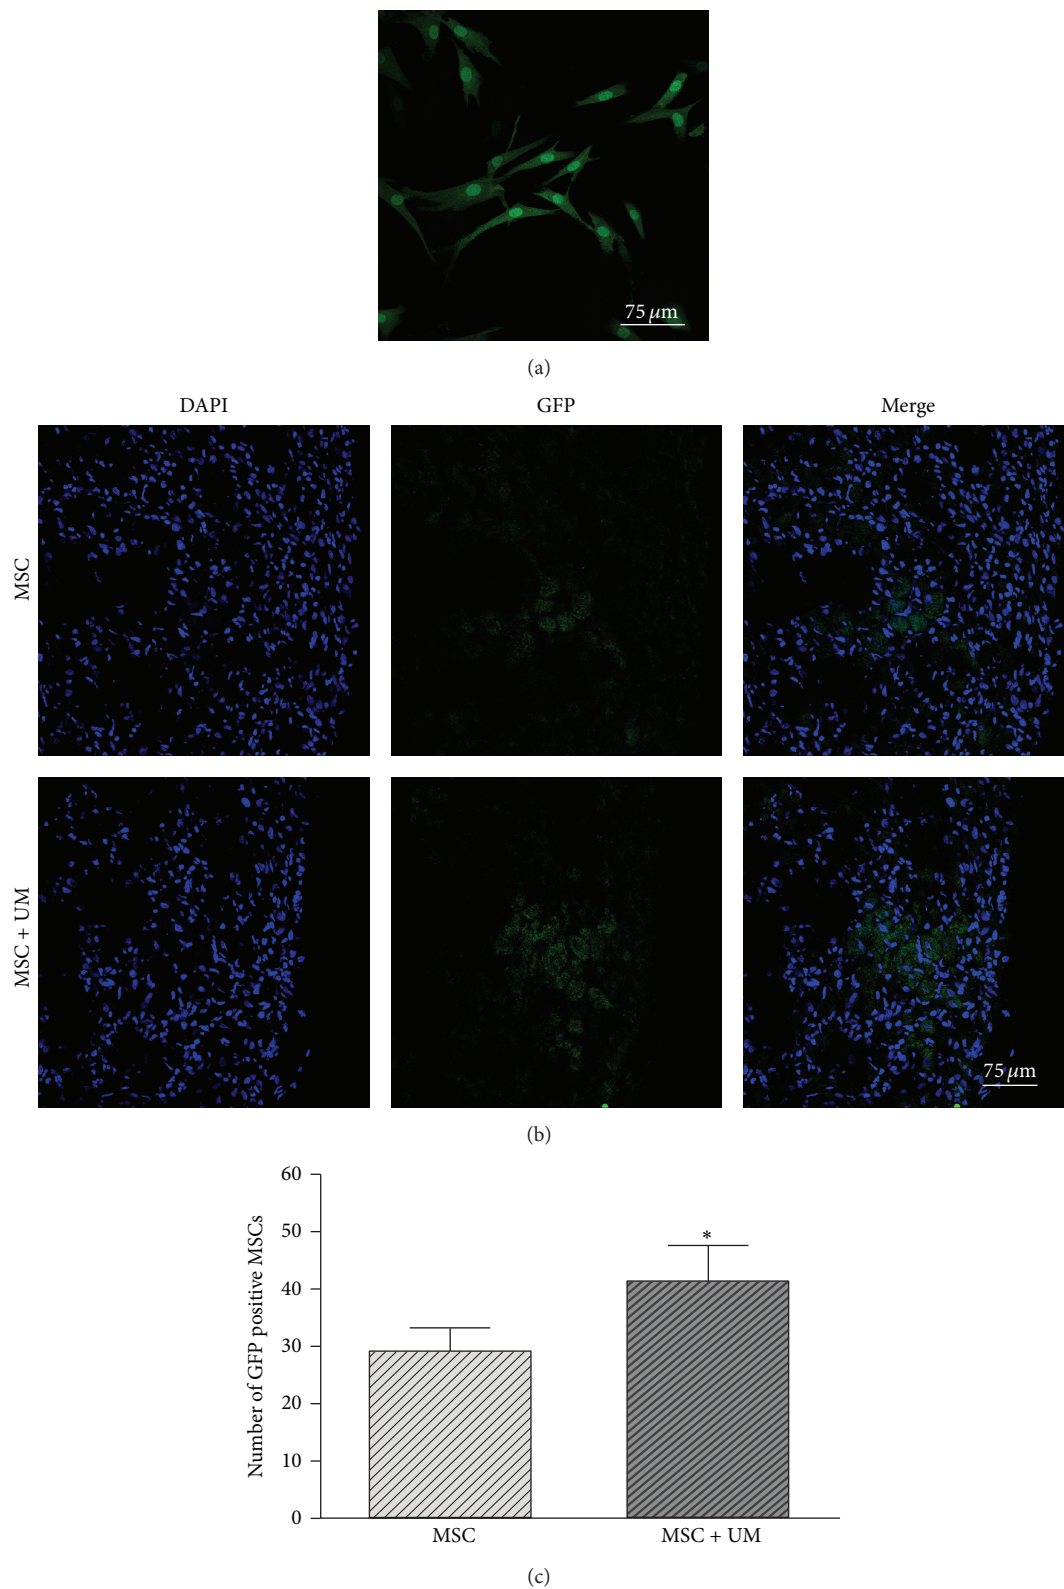 75 μm
(a)
DAPI GFP Merge
MSC
MSC + UM
75 μm
(b)
60
50
40
30
20
10
0
Number of GFP positive MSCs
*
MSC MSC + UM
(c)